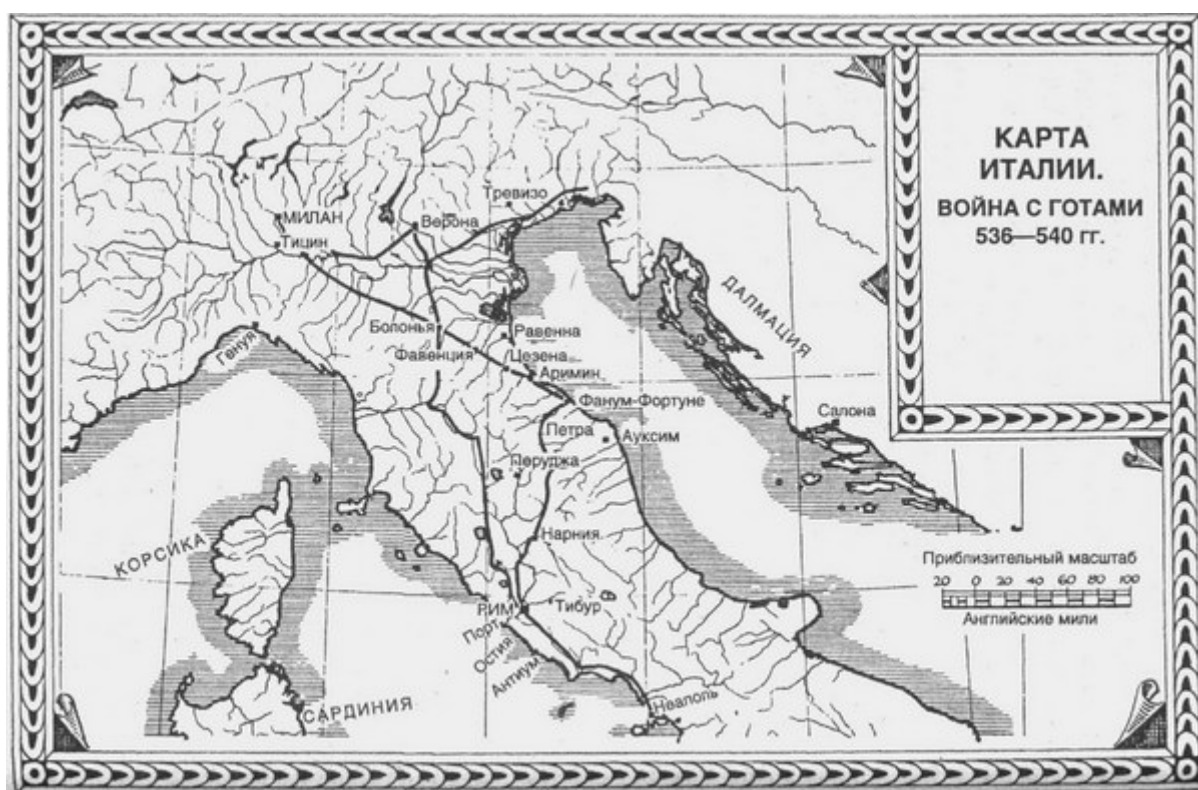 КАРТА
ИТАЛИИ.
ВОЙНА С ГОТАМИ
536—540 гг.
Тревизо
МИЛАН
Верона
Тицин
ДАЛМАЦИЯ
Болонья
Равенна
Генуя
Фавенция
Цезена
Аримин
Фанум-Фортуне
Салона
Петра
Ауксим
Перуджа
Нарния
КОРСИКА
Приблизительный масштаб
20 0 20 40 60 80 100
Английские мили
РИМ
Тибур
Порт
Остия
Антиум
Неаполь
САРДИНИЯ